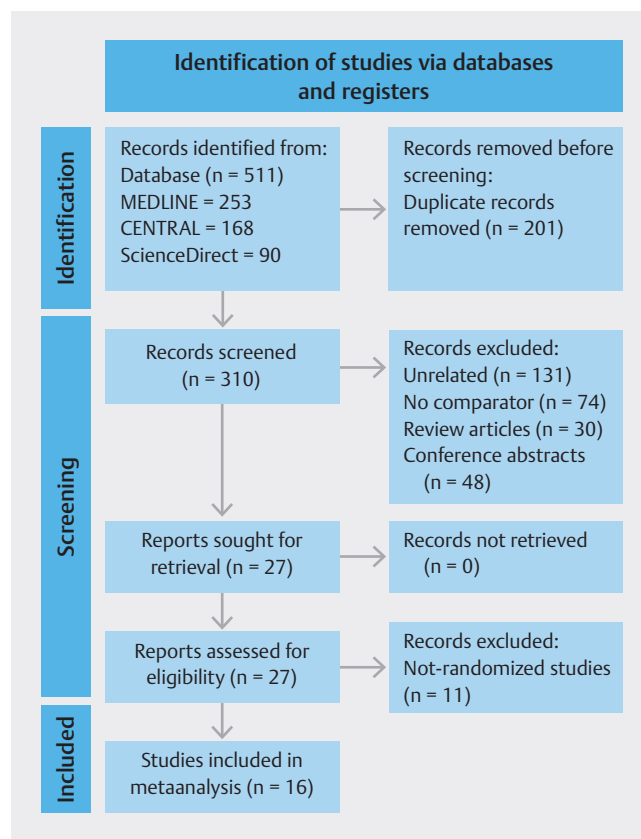 Identification of studies via databases
and registers
Identification
Records identified from:
Database (n = 511)
MEDLINE = 253
CENTRAL = 168
ScienceDirect = 90
Records removed before
screening:
Duplicate records
removed (n = 201)
Screening
Records screened
(n = 310)
Records excluded:
Unrelated (n = 131)
No comparator (n = 74)
Review articles (n = 30)
Conference abstracts
(n = 48)
Reports sought for
retrieval (n = 27)
Records not retrieved
(n = 0)
Reports assessed for
eligibility (n = 27)
Records excluded:
Not-randomized studies
(n = 11)
Included
Studies included in
metaanalysis (n = 16)